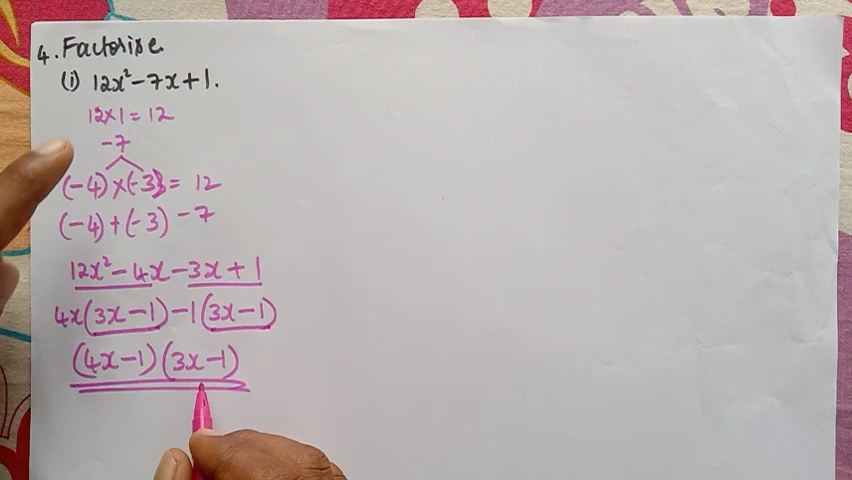 4. Factorise.
(i) 12x² - 7x + 1.
12 × 1 = 12
-7
(-4) × (-3) = 12
(-4) + (-3) - 7
12x² - 4x - 3x + 1
4x(3x - 1) - 1(3x - 1)
(4x - 1)(3x - 1)